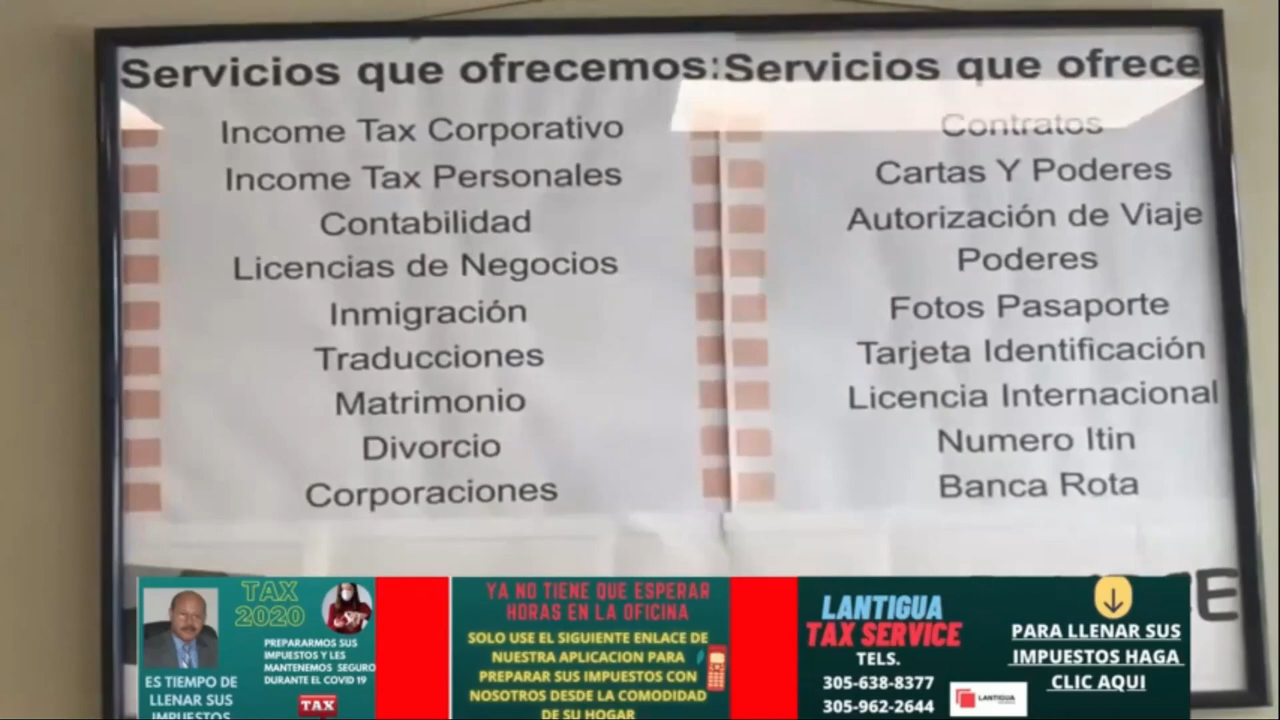 Servicios que ofrecemos:
Income Tax Corporativo
Income Tax Personales
Contabilidad
Licencias de Negocios
Inmigración
Traducciones
Matrimonio
Divorcio
Corporaciones
Servicios que ofrece
Contratos
Cartas Y Poderes
Autorización de Viaje
Poderes
Fotos Pasaporte
Tarjeta Identificación
Licencia Internacional
Numero Itin
Banca Rota
TAX
2020
PREPARARMOS SUS
IMPUESTOS Y LES
MANTENEMOS SEGURO
DURANTE EL COVID 19
ES TIEMPO DE
LLENAR SUS
IMPUESTOS
TAX
YA NO TIENE QUE ESPERAR
HORAS EN LA OFICINA
SOLO USE EL SIGUIENTE ENLACE DE
NUESTRA APLICACION PARA
PREPARAR SUS IMPUESTOS CON
NOSOTROS DESDE LA COMODIDAD
DE SU HOGAR
LANTIGUA
TAX SERVICE
TELS.
305-638-8377
305-962-2644
LANTIGUA
PARA LLENAR SUS
IMPUESTOS HAGA
CLIC AQUI